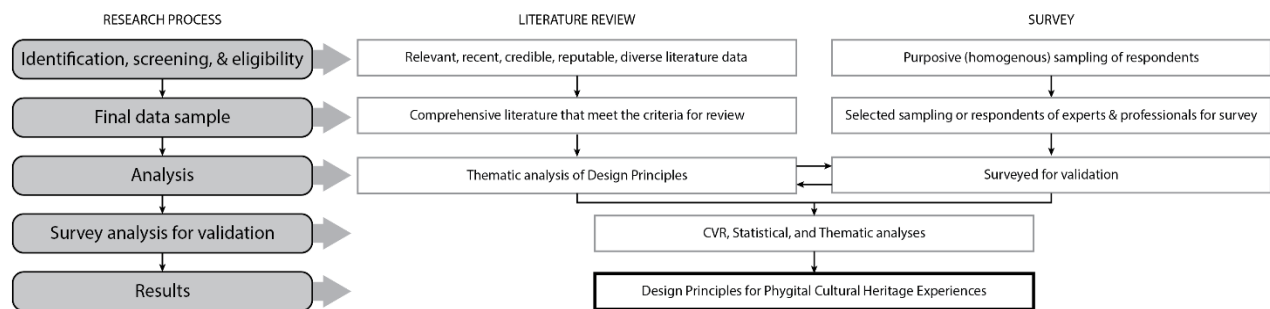 RESEARCH PROCESS
LITERATURE REVIEW
SURVEY
Identification, screening, & eligibility
Relevant, recent, credible, reputable, diverse literature data
Purposive (homogenous) sampling of respondents
Final data sample
Comprehensive literature that meet the criteria for review
Selected sampling or respondents of experts & professionals for survey
Analysis
Thematic analysis of Design Principles
Surveyed for validation
Survey analysis for validation
CVR, Statistical, and Thematic analyses
Results
Design Principles for Phygital Cultural Heritage Experiences